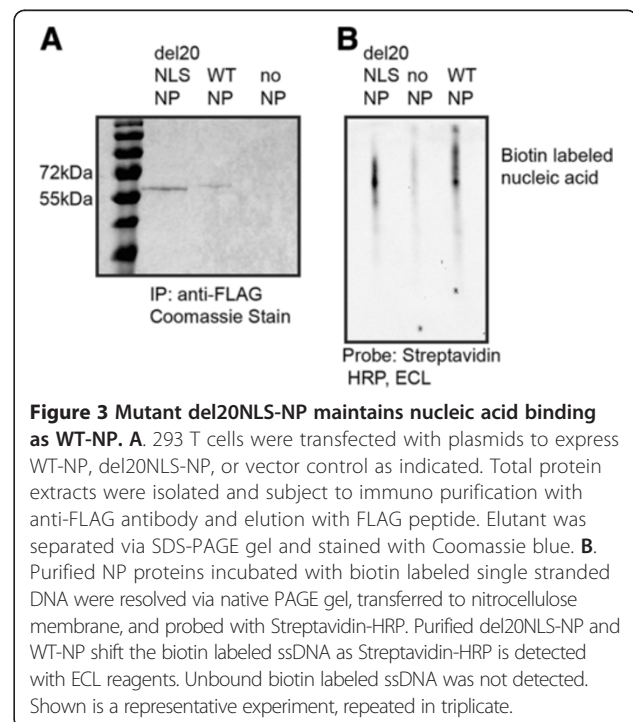 A
B
del20
NLS WT no
NP NP NP
del20
NLS no WT
NP NP NP
72kDa
55kDa
Biotin labeled
nucleic acid
IP: anti-FLAG
Coomassie Stain
Probe: Streptavidin
HRP, ECL
Figure 3 Mutant del20NLS-NP maintains nucleic acid binding
as WT-NP. A. 293 T cells were transfected with plasmids to express
WT-NP, del20NLS-NP, or vector control as indicated. Total protein
extracts were isolated and subject to immuno purification with
anti-FLAG antibody and elution with FLAG peptide. Elutant was
separated via SDS-PAGE gel and stained with Coomassie blue. B.
Purified NP proteins incubated with biotin labeled single stranded
DNA were resolved via native PAGE gel, transferred to nitrocellulose
membrane, and probed with Streptavidin-HRP. Purified del20NLS-NP and
WT-NP shift the biotin labeled ssDNA as Streptavidin-HRP is detected
with ECL reagents. Unbound biotin labeled ssDNA was not detected.
Shown is a representative experiment, repeated in triplicate.